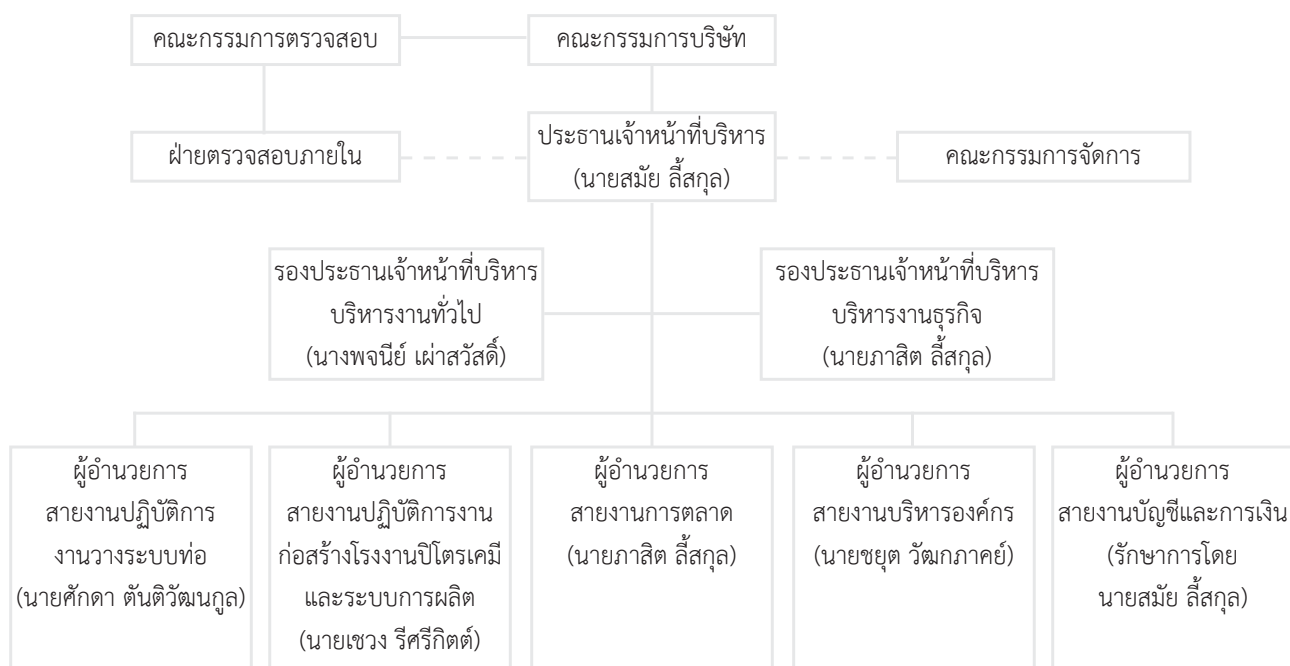 คณะกรรมการตรวจสอบ
คณะกรรมการบริษัท
ฝ่ายตรวจสอบภายใน
ประธานเจ้าหน้าที่บริหาร
(นายสมัย ลี้สกุล)
คณะกรรมการจัดการ
รองประธานเจ้าหน้าที่บริหาร
บริหารงานทั่วไป
(นางพจนีย์ เผ่าสวัสดิ์)
รองประธานเจ้าหน้าที่บริหาร
บริหารงานธุรกิจ
(นายภาสิต ลี้สกุล)
ผู้อำนวยการ
สายงานปฏิบัติการ
งานวางระบบท่อ
(นายศักดา ตันติวัฒนกูล)
ผู้อำนวยการ
สายงานปฏิบัติการงาน
ก่อสร้างโรงงานปิโตรเคมี
และระบบการผลิต
(นายเชวง รีศรีกิตต์)
ผู้อำนวยการ
สายงานการตลาด
(นายภาสิต ลี้สกุล)
ผู้อำนวยการ
สายงานบริหารองค์กร
(นายชยุต วัฒกภาคย์)
ผู้อำนวยการ
สายงานบัญชีและการเงิน
(รักษาการโดย
นายสมัย ลี้สกุล)